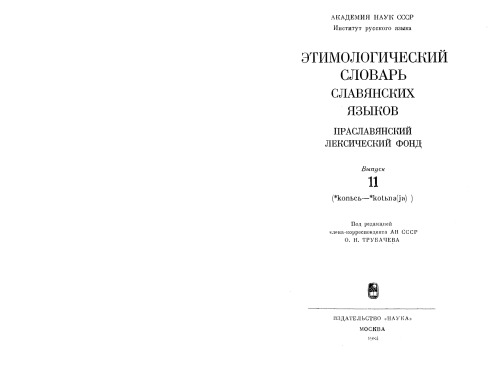 АКАДЕМИЯ НАУК СССР
Институт русского языка
ЭТИМОЛОГИЧЕСКИЙ
СЛОВАРЬ
СЛАВЯНСКИХ
ЯЗЫКОВ
ПРАСЛАВЯНСКИЙ
ЛЕКСИЧЕСКИЙ ФОНД
Выпуск
11
(*konьcь—*kotьna(ja) )
Под редакцией
члена-корреспондента АН СССР
О. Н. ТРУБАЧЕВА
ИЗДАТЕЛЬСТВО «НАУКА»
МОСКВА